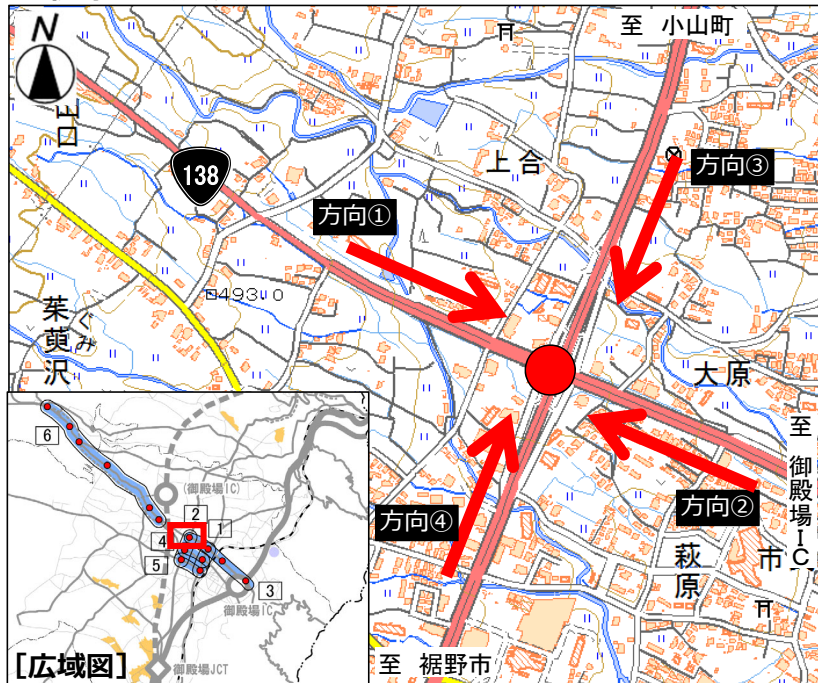 N
至 小山町
138
上合
方向③
方向①
493
茱萸沢
ぐみ
大原
至 御殿場IC
方向②
方向④
萩原
市
至 裾野市
6
(御殿場IC)
2
1
4
5
3
御殿場IC
御殿場JCT
[広域図]